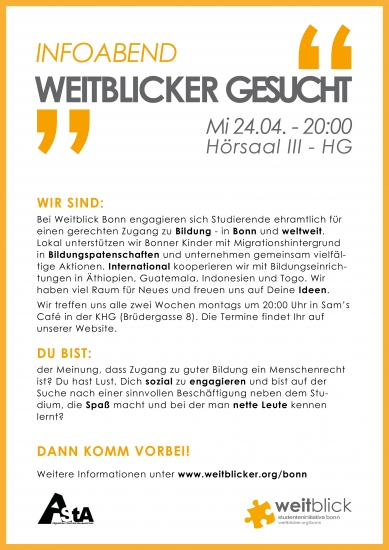 INFOABEND
WEITBLICKER GESUCHT
Mi 24.04. - 20:00
Hörsaal III - HG
WIR SIND:
Bei Weitblick Bonn engagieren sich Studierende ehramtlich für
einen gerechten Zugang zu Bildung - in Bonn und weltweit.
Lokal unterstützen wir Bonner Kinder mit Migrationshintergrund
in Bildungspatenschaften und unternehmen gemeinsam vielfäl-
tige Aktionen. International kooperieren wir mit Bildungseinrich-
tungen in Äthiopien, Guatemala, Indonesien und Togo. Wir
haben viel Raum für Neues und freuen uns auf Deine Ideen.
Wir treffen uns alle zwei Wochen montags um 20:00 Uhr in Sam's
Café in der KHG (Brüdergasse 8). Die Termine findet Ihr auf
unserer Website.
DU BIST:
der Meinung, dass Zugang zu guter Bildung ein Menschenrecht
ist? Du hast Lust, Dich sozial zu engagieren und bist auf der
Suche nach einer sinnvollen Beschäftigung neben dem Stu-
dium, die Spaß macht und bei der man nette Leute kennen
lernt?
DANN KOMM VORBEI!
Weitere Informationen unter www.weitblicker.org/bonn
AStA
weitblick
studenteninitiative bonn
weitblicker.org/bonn